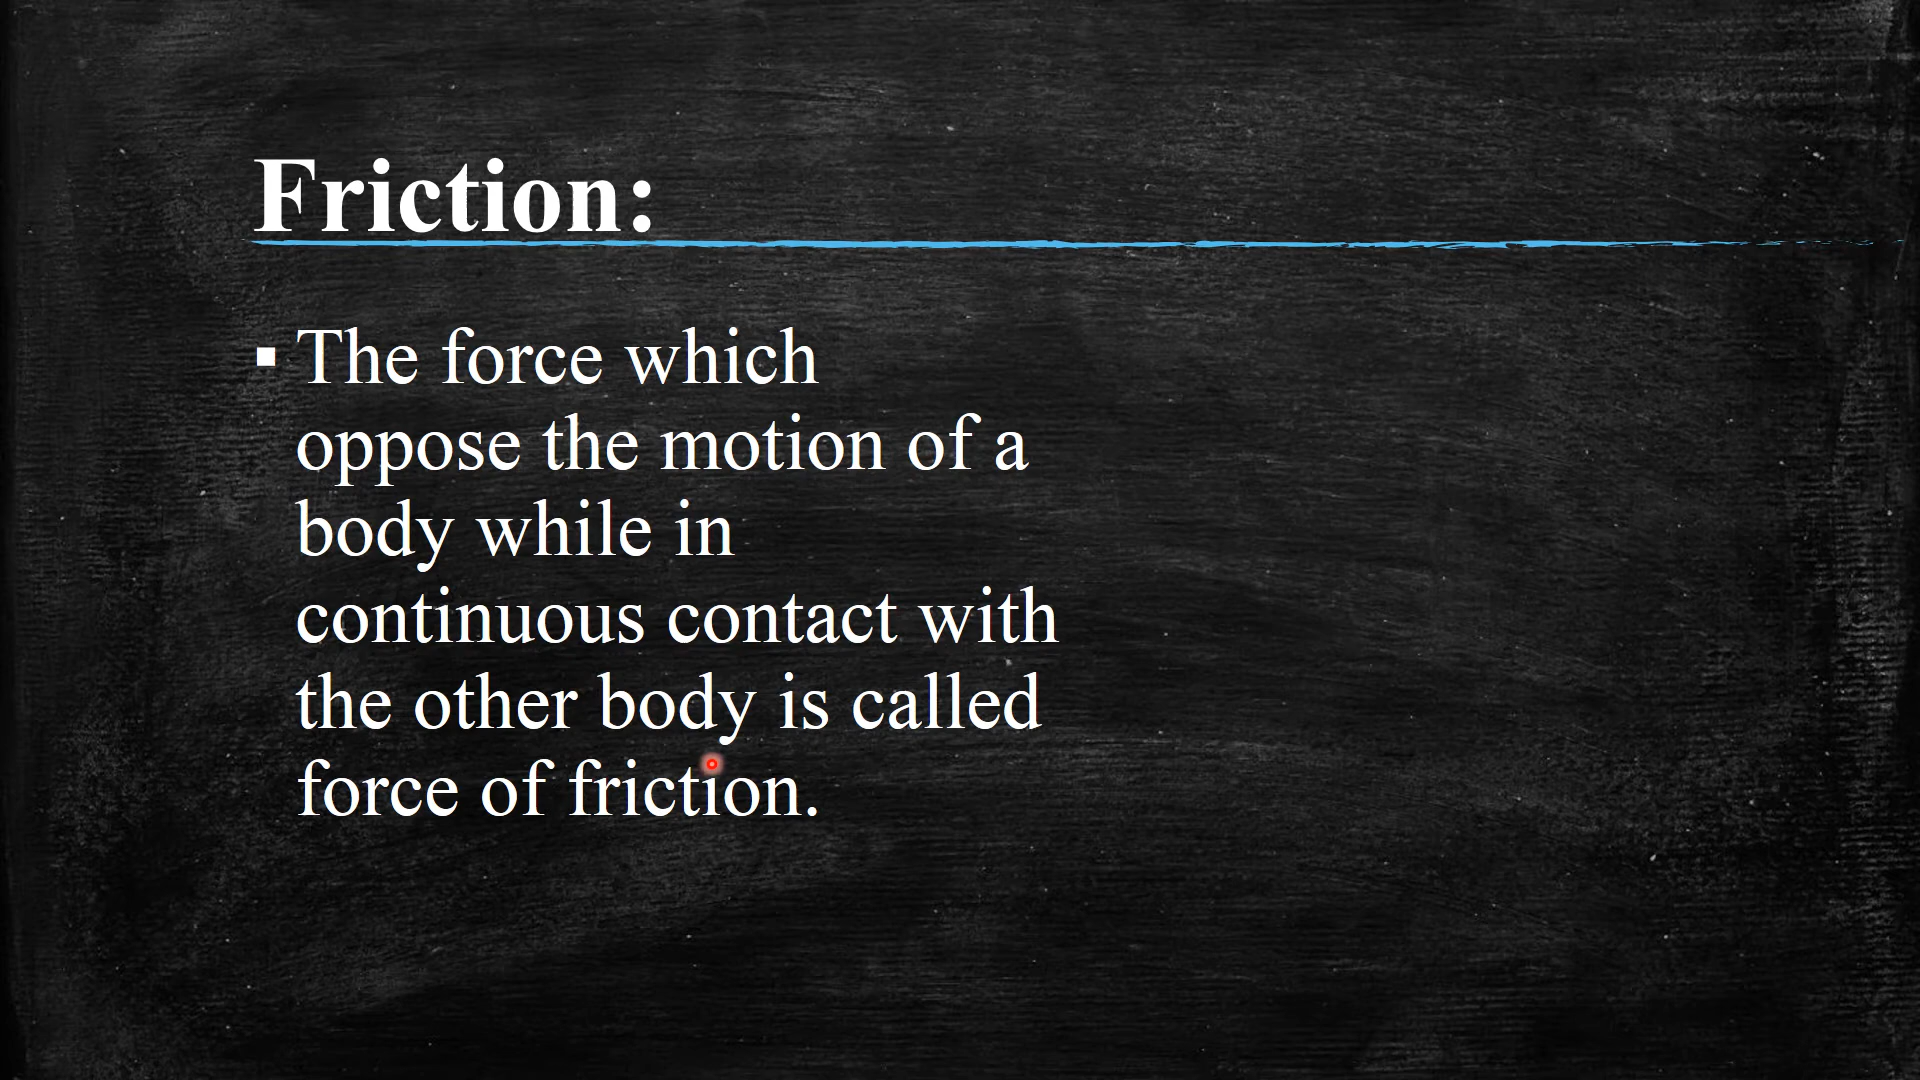 Friction:
▪ The force which
oppose the motion of a
body while in
continuous contact with
the other body is called
force of friction.